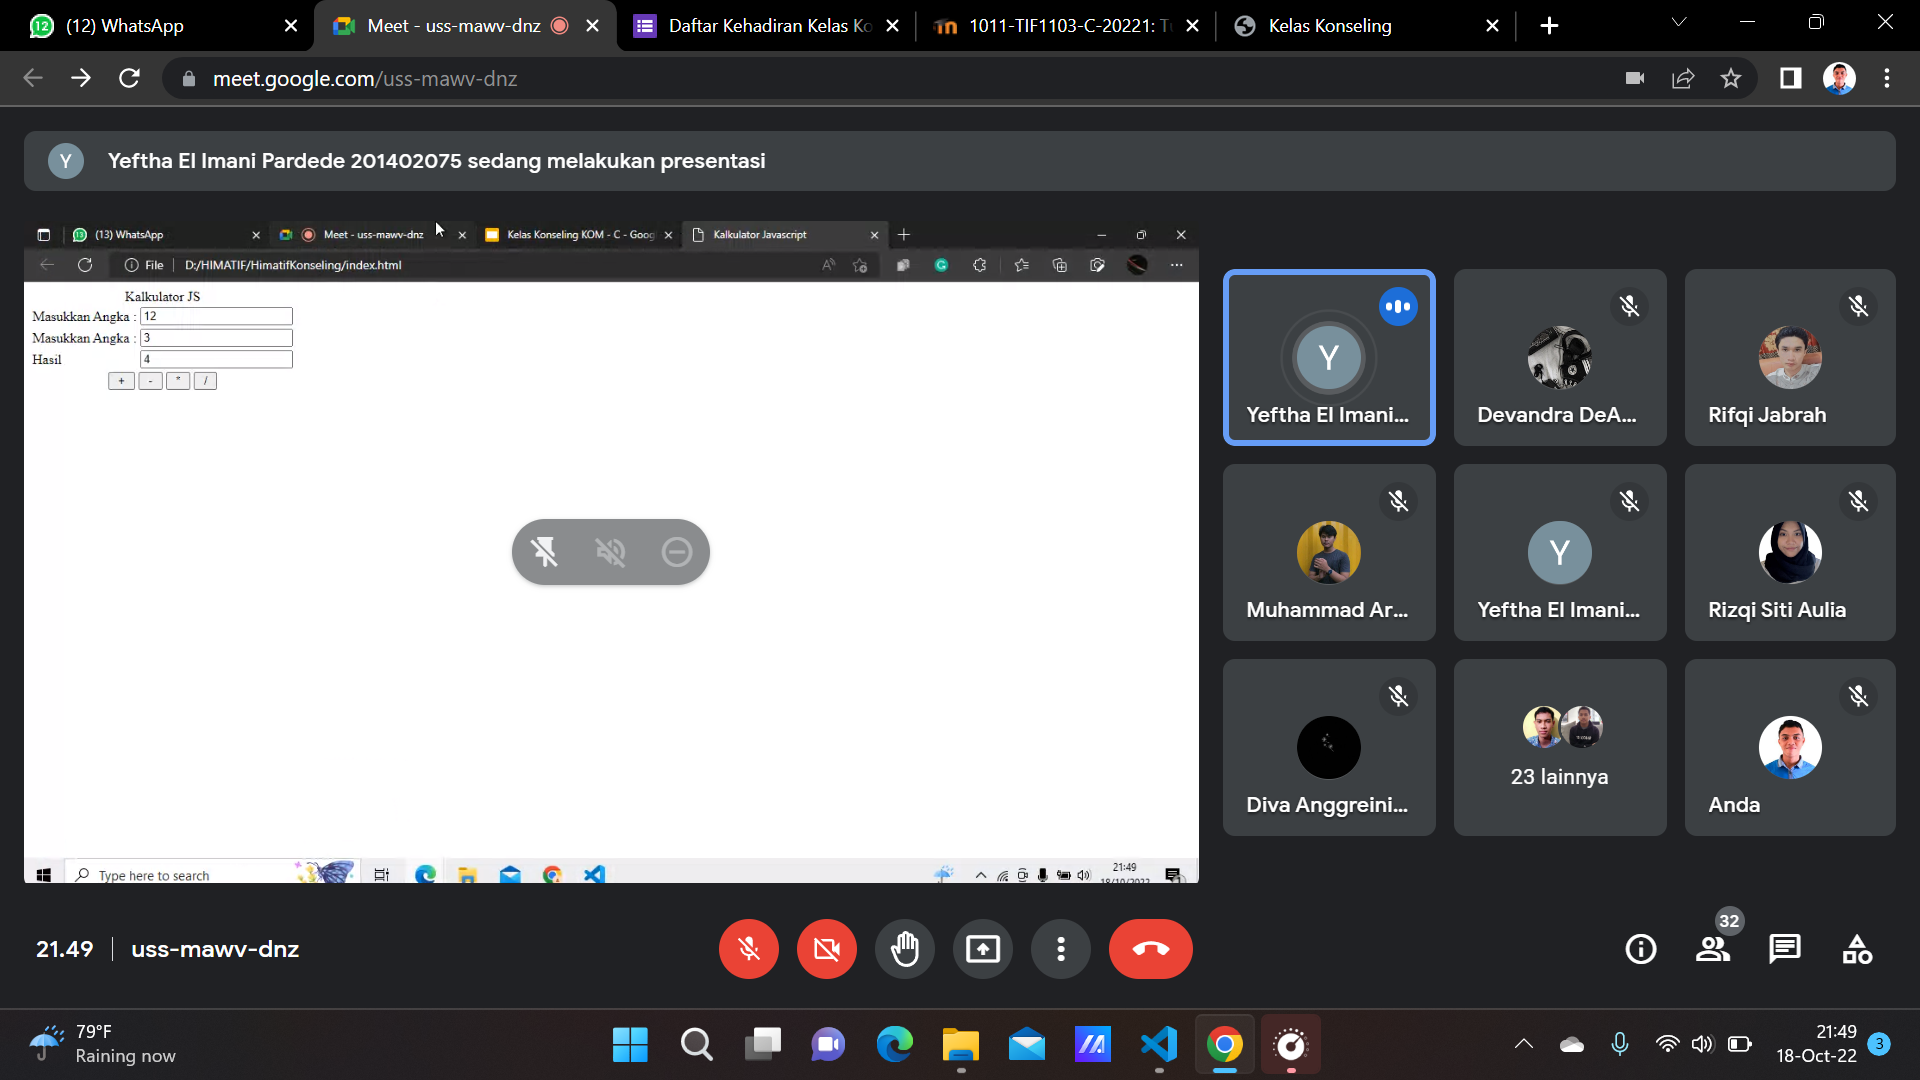 (12) WhatsApp
Meet - uss-mawv-dnz
Daftar Kehadiran Kelas Ko
1011-TIF1103-C-20221: T
Kelas Konseling
meet.google.com/uss-mawv-dnz
Y
Yeftha El Imani Pardede 201402075 sedang melakukan presentasi
(13) WhatsApp
Meet - uss-mawv-dnz
Kelas Konseling KOM - C - Goog
Kalkulator Javascript
File
D:/HIMATIF/HimatifKonseling/index.html
Kalkulator JS
Masukkan Angka : 12
Masukkan Angka : 3
Hasil 4
+ - * /
Y
Yeftha El Imani...
Devandra DeA...
Rifqi Jabrah
Muhammad Ar...
Y
Yeftha El Imani...
Rizqi Siti Aulia
Diva Anggreini...
23 lainnya
Anda
Type here to search
21:49
18/10/2022
21.49
uss-mawv-dnz
32
79°F
Raining now
21:49
18-Oct-22
3